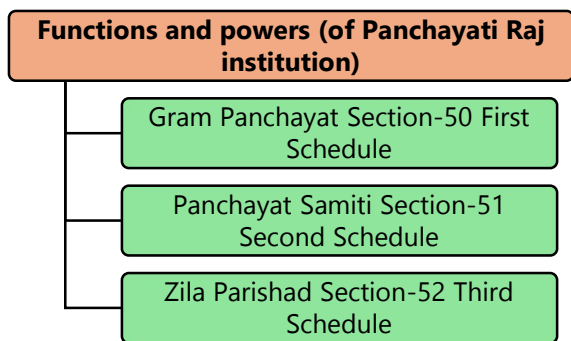 Functions and powers (of Panchayati Raj
institution)
Gram Panchayat Section-50 First
Schedule
Panchayat Samiti Section-51
Second Schedule
Zila Parishad Section-52 Third
Schedule